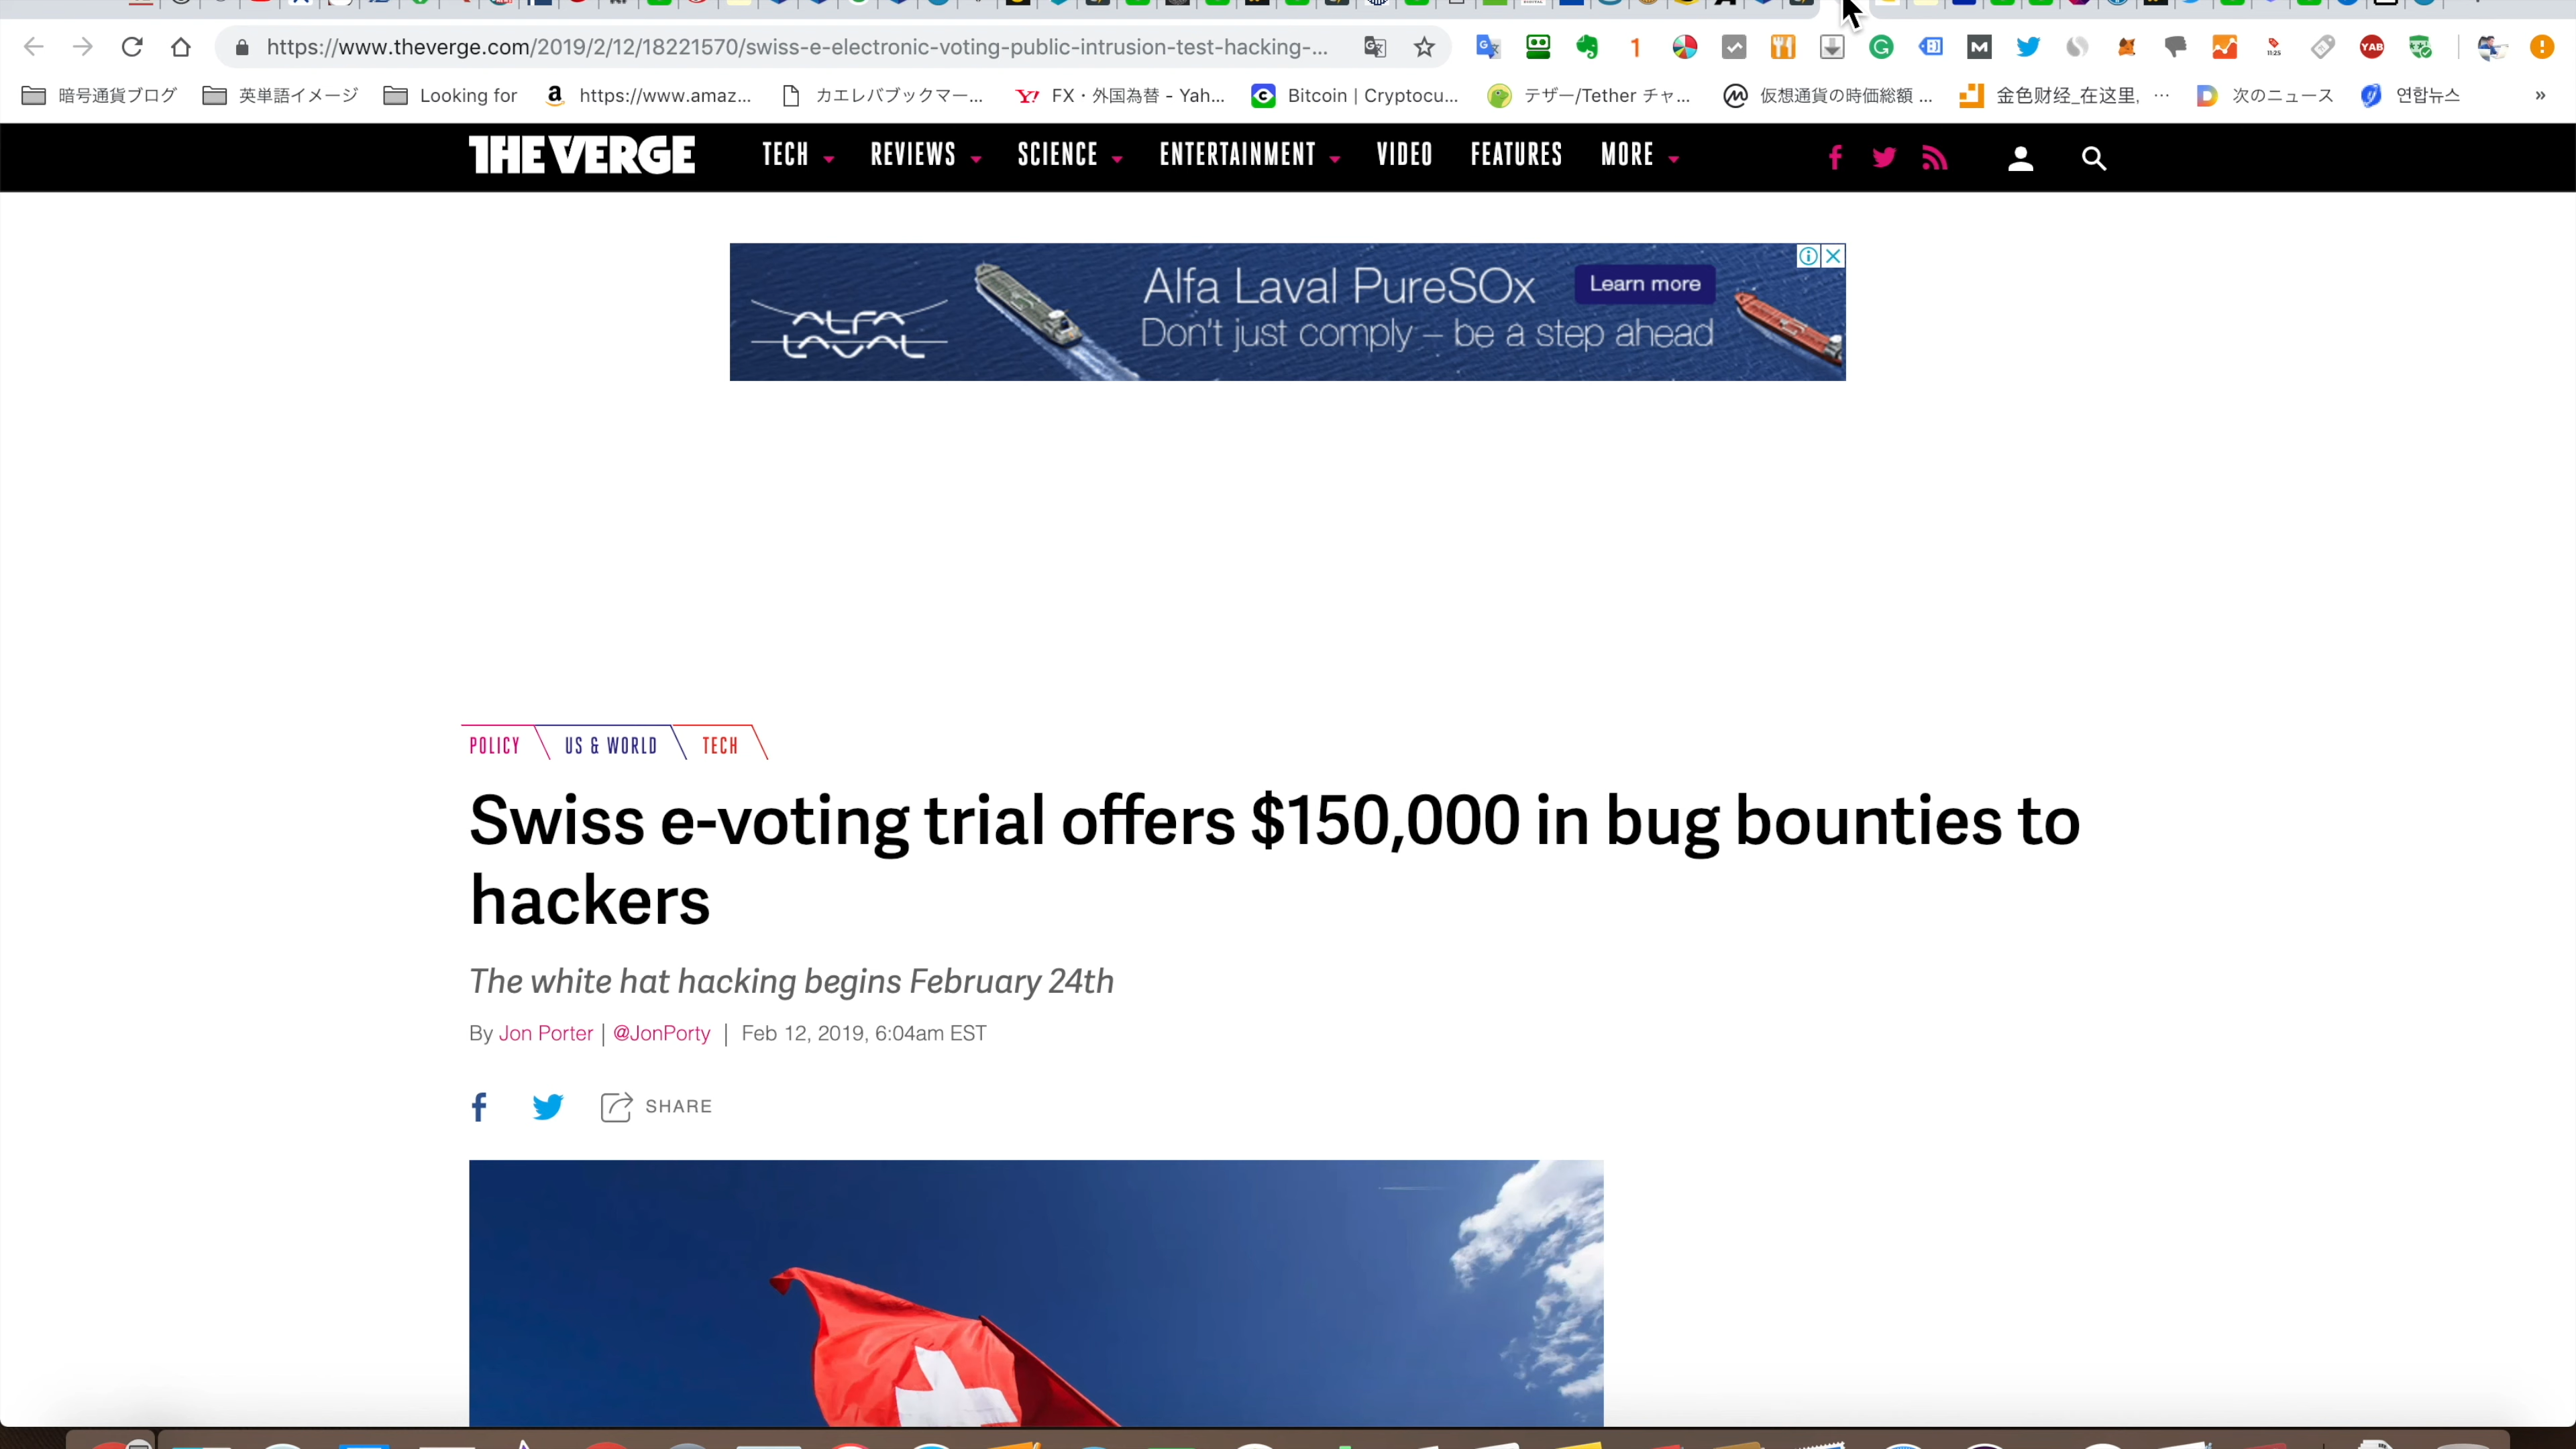 https://www.theverge.com/2019/2/12/18221570/swiss-e-electronic-voting-public-intrusion-test-hacking-...
暗号通貨ブログ 英単語イメージ Looking for https://www.amaz... カエレバブックマー... FX・外国為替 - Yah... Bitcoin | Cryptocu... テザー/Tether チャ... 仮想通貨の時価総額 ... 金色财经_在这里, ... 次のニュース 연합뉴스 »
THE VERGE TECH REVIEWS SCIENCE ENTERTAINMENT VIDEO FEATURES MORE
ALFA LAVAL
Alfa Laval PureSOx Learn more
Don't just comply – be a step ahead
POLICY US & WORLD TECH
Swiss e-voting trial offers $150,000 in bug bounties to
hackers
The white hat hacking begins February 24th
By Jon Porter | @JonPorty | Feb 12, 2019, 6:04am EST
SHARE